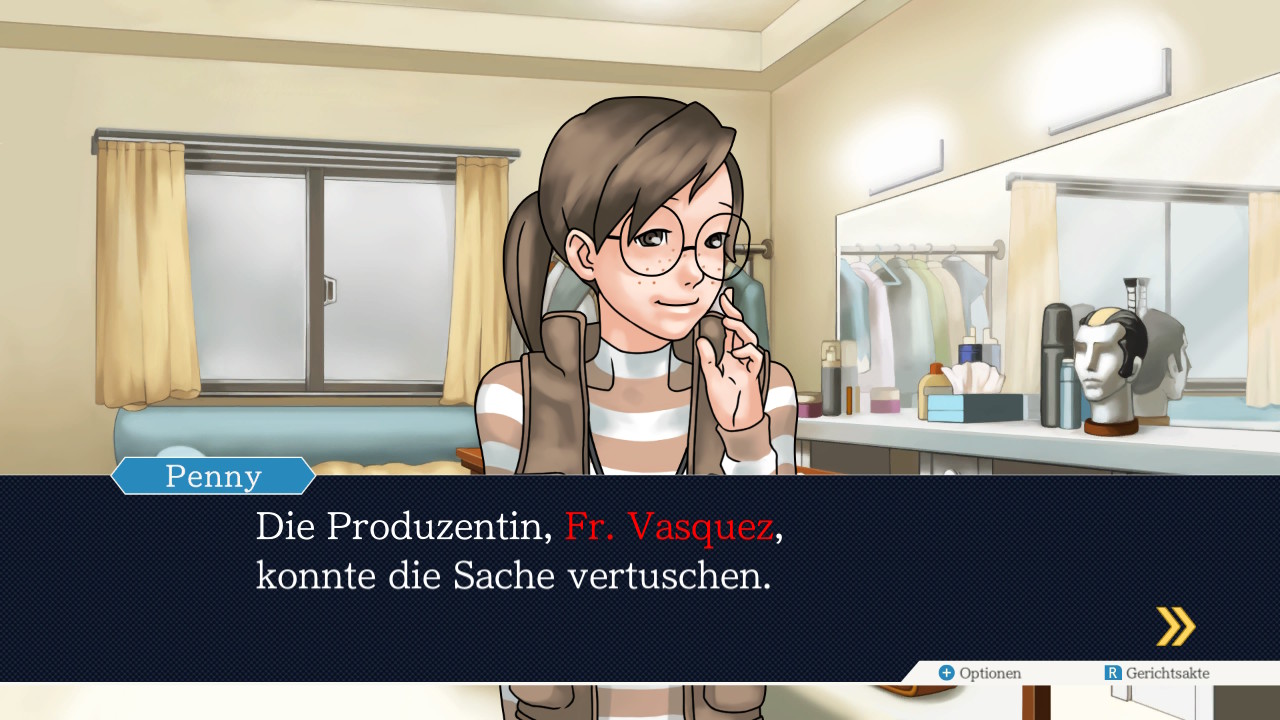 Penny
Die Produzentin, Fr. Vasquez,
konnte die Sache vertuschen.
+ Optionen
R Gerichtsakte